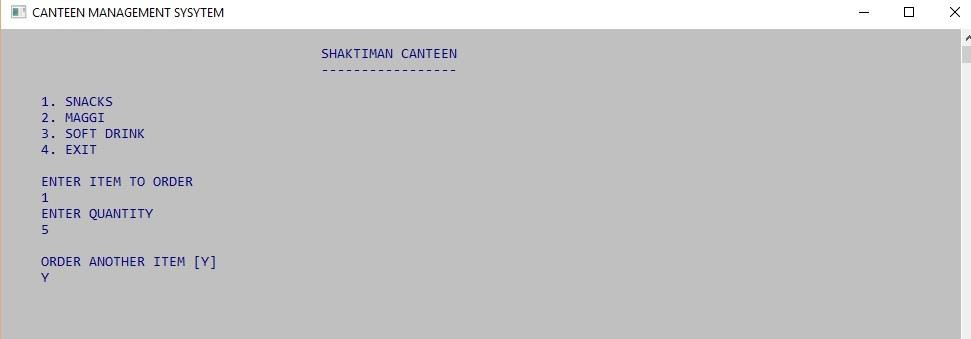 CANTEEN MANAGEMENT SYSYTEM
SHAKTIMAN CANTEEN
-----------------
1. SNACKS
2. MAGGI
3. SOFT DRINK
4. EXIT
ENTER ITEM TO ORDER
1
ENTER QUANTITY
5
ORDER ANOTHER ITEM [Y]
Y